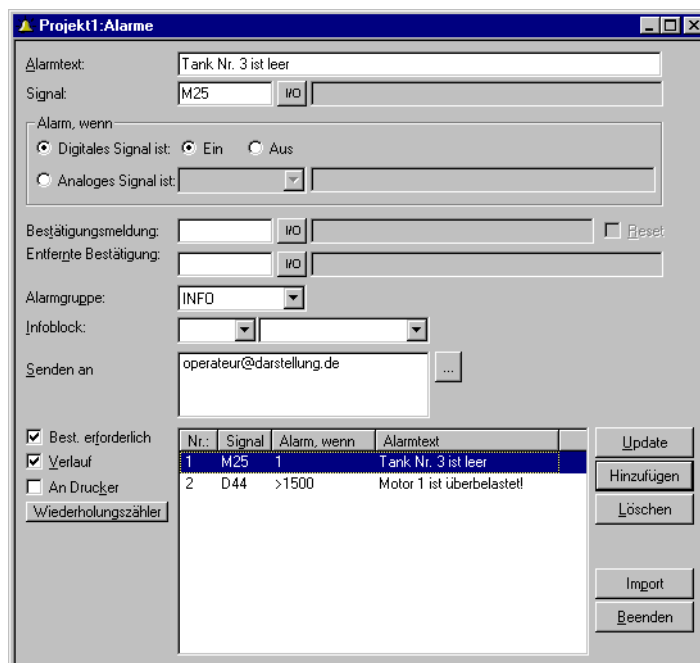 Projekt1:Alarme
Alarmtext: Tank Nr. 3 ist leer
Signal: M25 I/O
Alarm, wenn
Digitales Signal ist: Ein Aus
Analoges Signal ist:
Bestätigungsmeldung: I/O Reset
Entfernte Bestätigung: I/O
Alarmgruppe: INFO
Infoblock:
Senden an operateur@darstellung.de ...
Best. erforderlich
Verlauf
An Drucker
Wiederholungszähler
Nr.: Signal Alarm, wenn Alarmtext
1 M25 1 Tank Nr. 3 ist leer
2 D44 >1500 Motor 1 ist überbelastet!
Update
Hinzufügen
Löschen
Import
Beenden